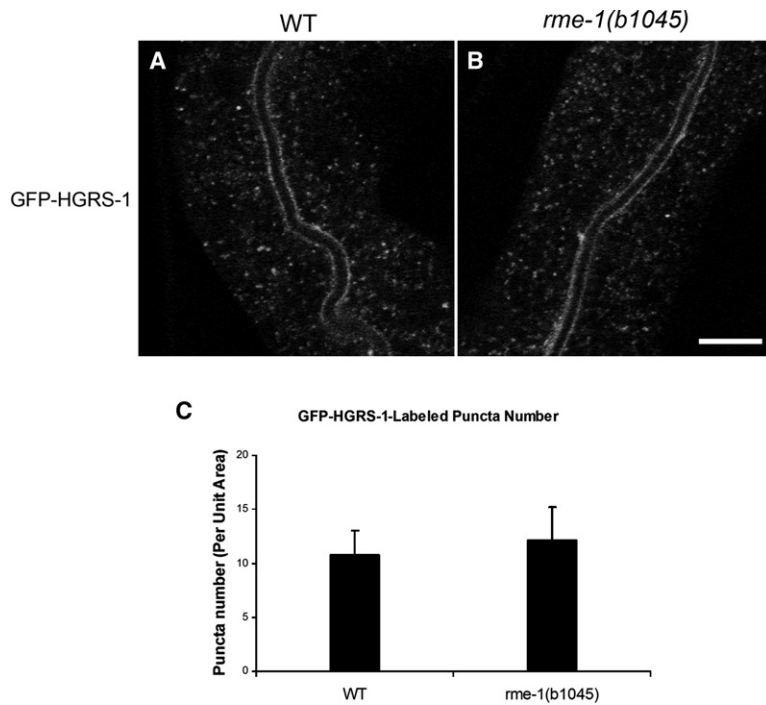 WT rme-1(b1045)
A B
GFP-HGRS-1
C
GFP-HGRS-1-Labeled Puncta Number
Puncta number (Per Unit Area)
20
15
10
5
0
WT rme-1(b1045)